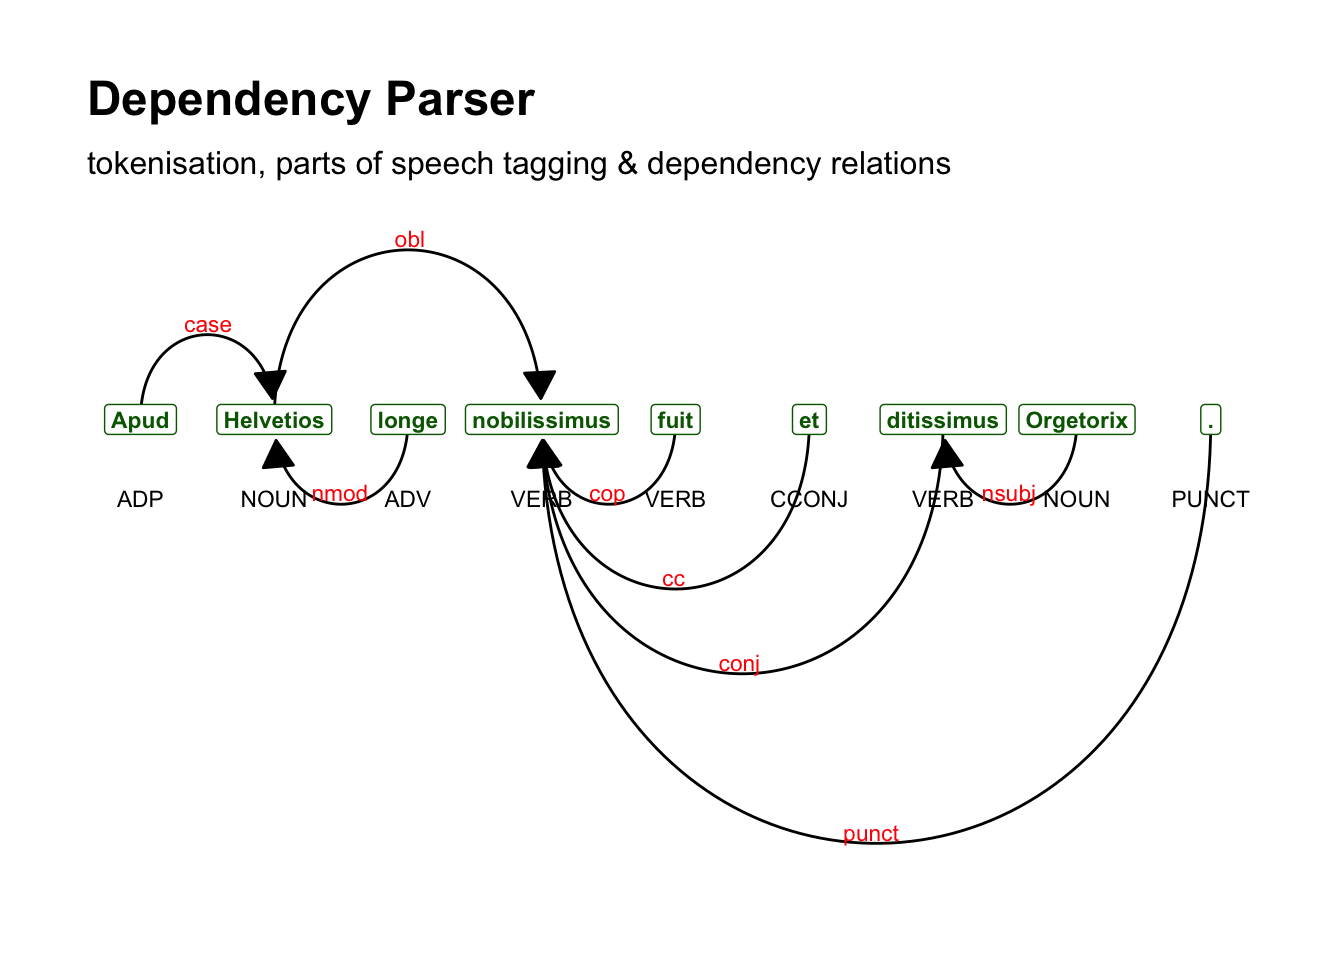 Dependency Parser
tokenisation, parts of speech tagging & dependency relations
obl
case
Apud Helvetios longe nobilissimus fuit et ditissimus Orgetorix .
ADP NOUN nmod ADV VERB cop VERB CCONJ VERB nsubj NOUN PUNCT
cc
conj
punct